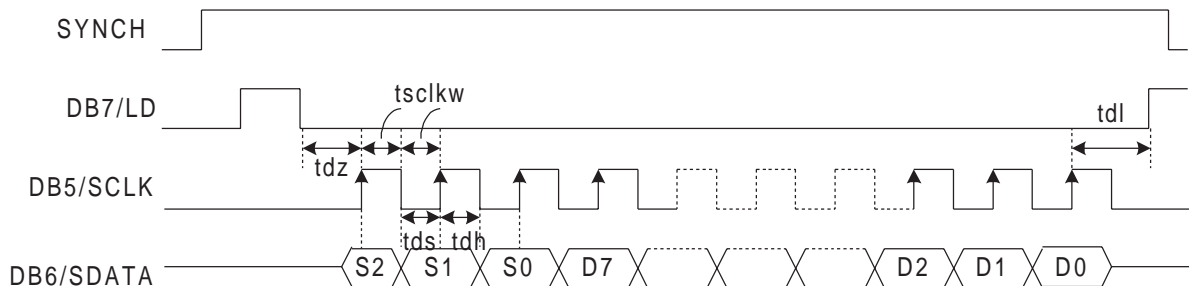 SYNCH
tsclkw
DB7/LD
tdl
tdz
DB5/SCLK
tds tdh
DB6/SDATA S2 S1 S0 D7 D2 D1 D0